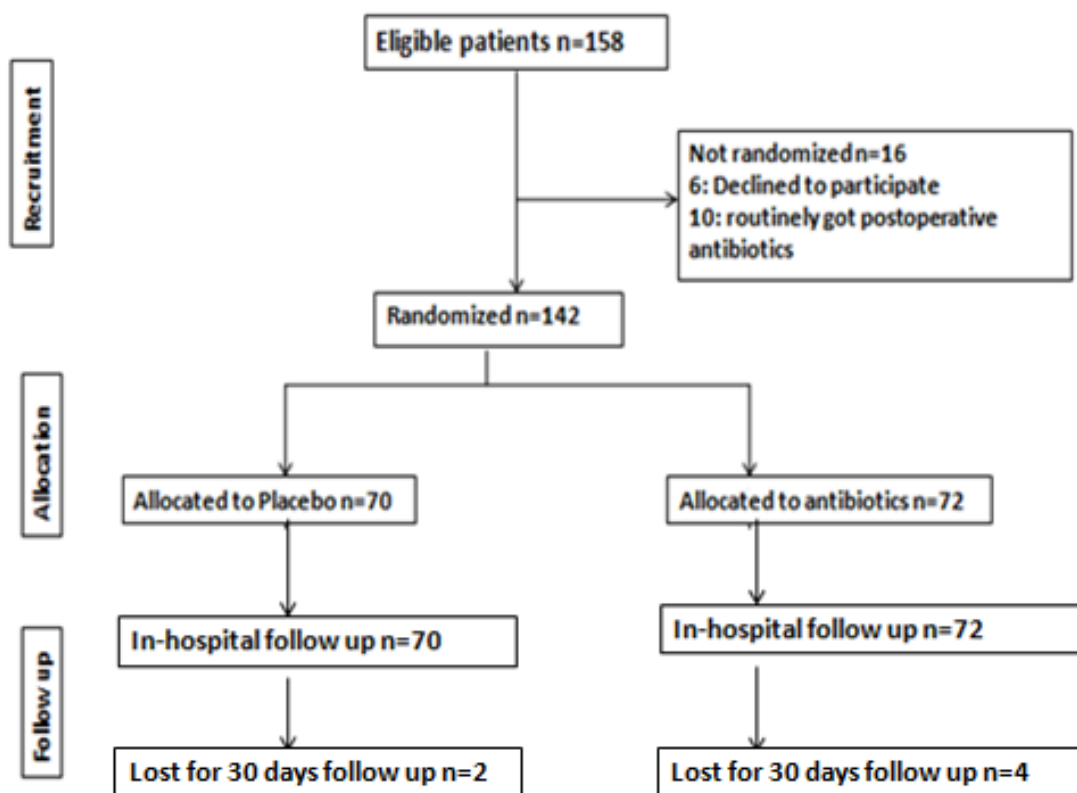 Eligible patients n=158
Recruitment
Not randomized n=16
6: Declined to participate
10: routinely got postoperative
antibiotics
Randomized n=142
Allocation
Allocated to Placebo n=70
Allocated to antibiotics n=72
Follow up
In-hospital follow up n=70
In-hospital follow up n=72
Lost for 30 days follow up n=2
Lost for 30 days follow up n=4